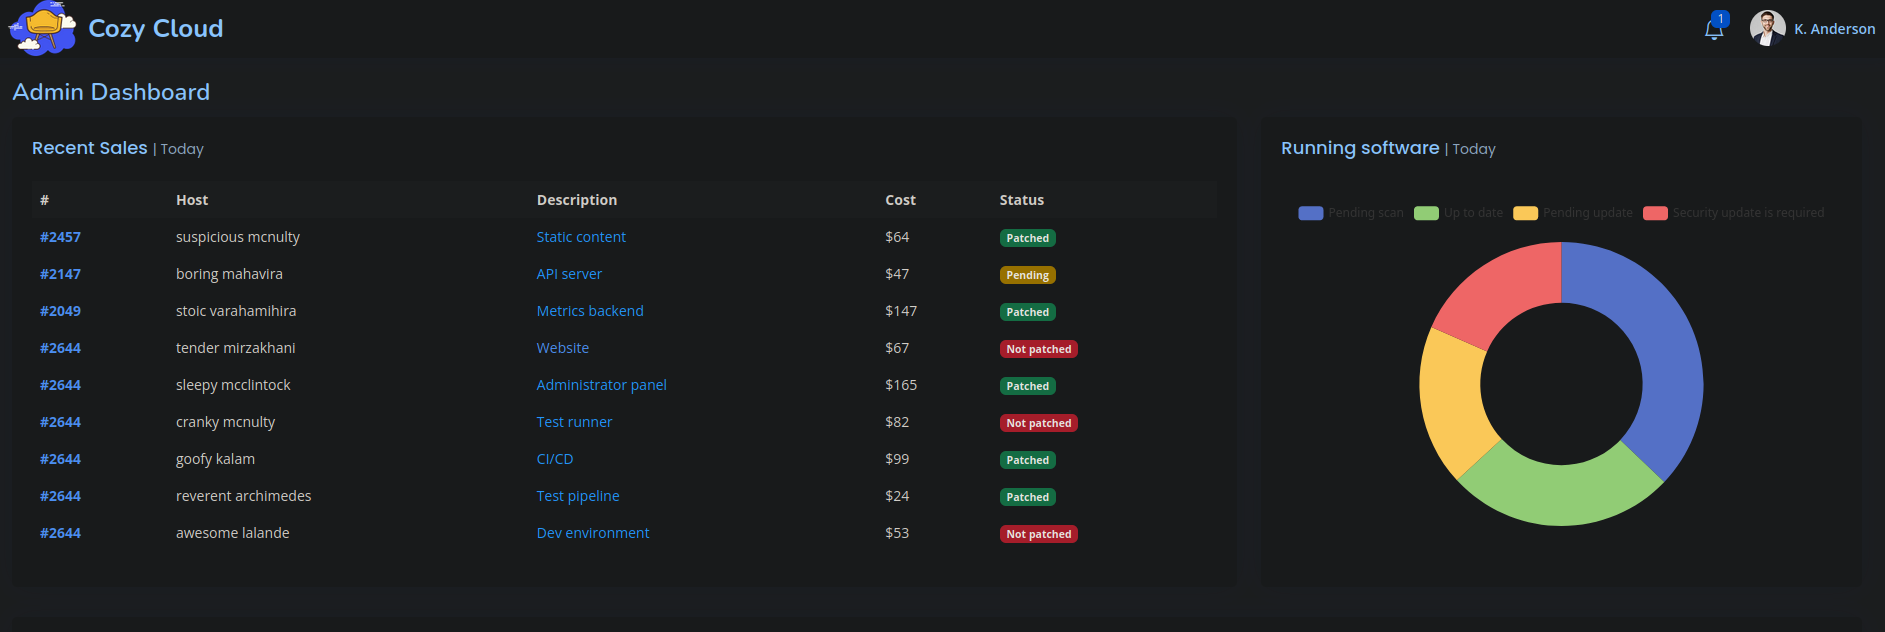 Cozy Cloud
1
K. Anderson
Admin Dashboard
Recent Sales | Today
# Host Description Cost Status
#2457 suspicious mcnulty Static content $64 Patched
#2147 boring mahavira API server $47 Pending
#2049 stoic varahamihira Metrics backend $147 Patched
#2644 tender mirzakhani Website $67 Not patched
#2644 sleepy mcclintock Administrator panel $165 Patched
#2644 cranky mcnulty Test runner $82 Not patched
#2644 goofy kalam CI/CD $99 Patched
#2644 reverent archimedes Test pipeline $24 Patched
#2644 awesome lalande Dev environment $53 Not patched
Running software | Today
Pending scan Up to date Pending update Security update is required